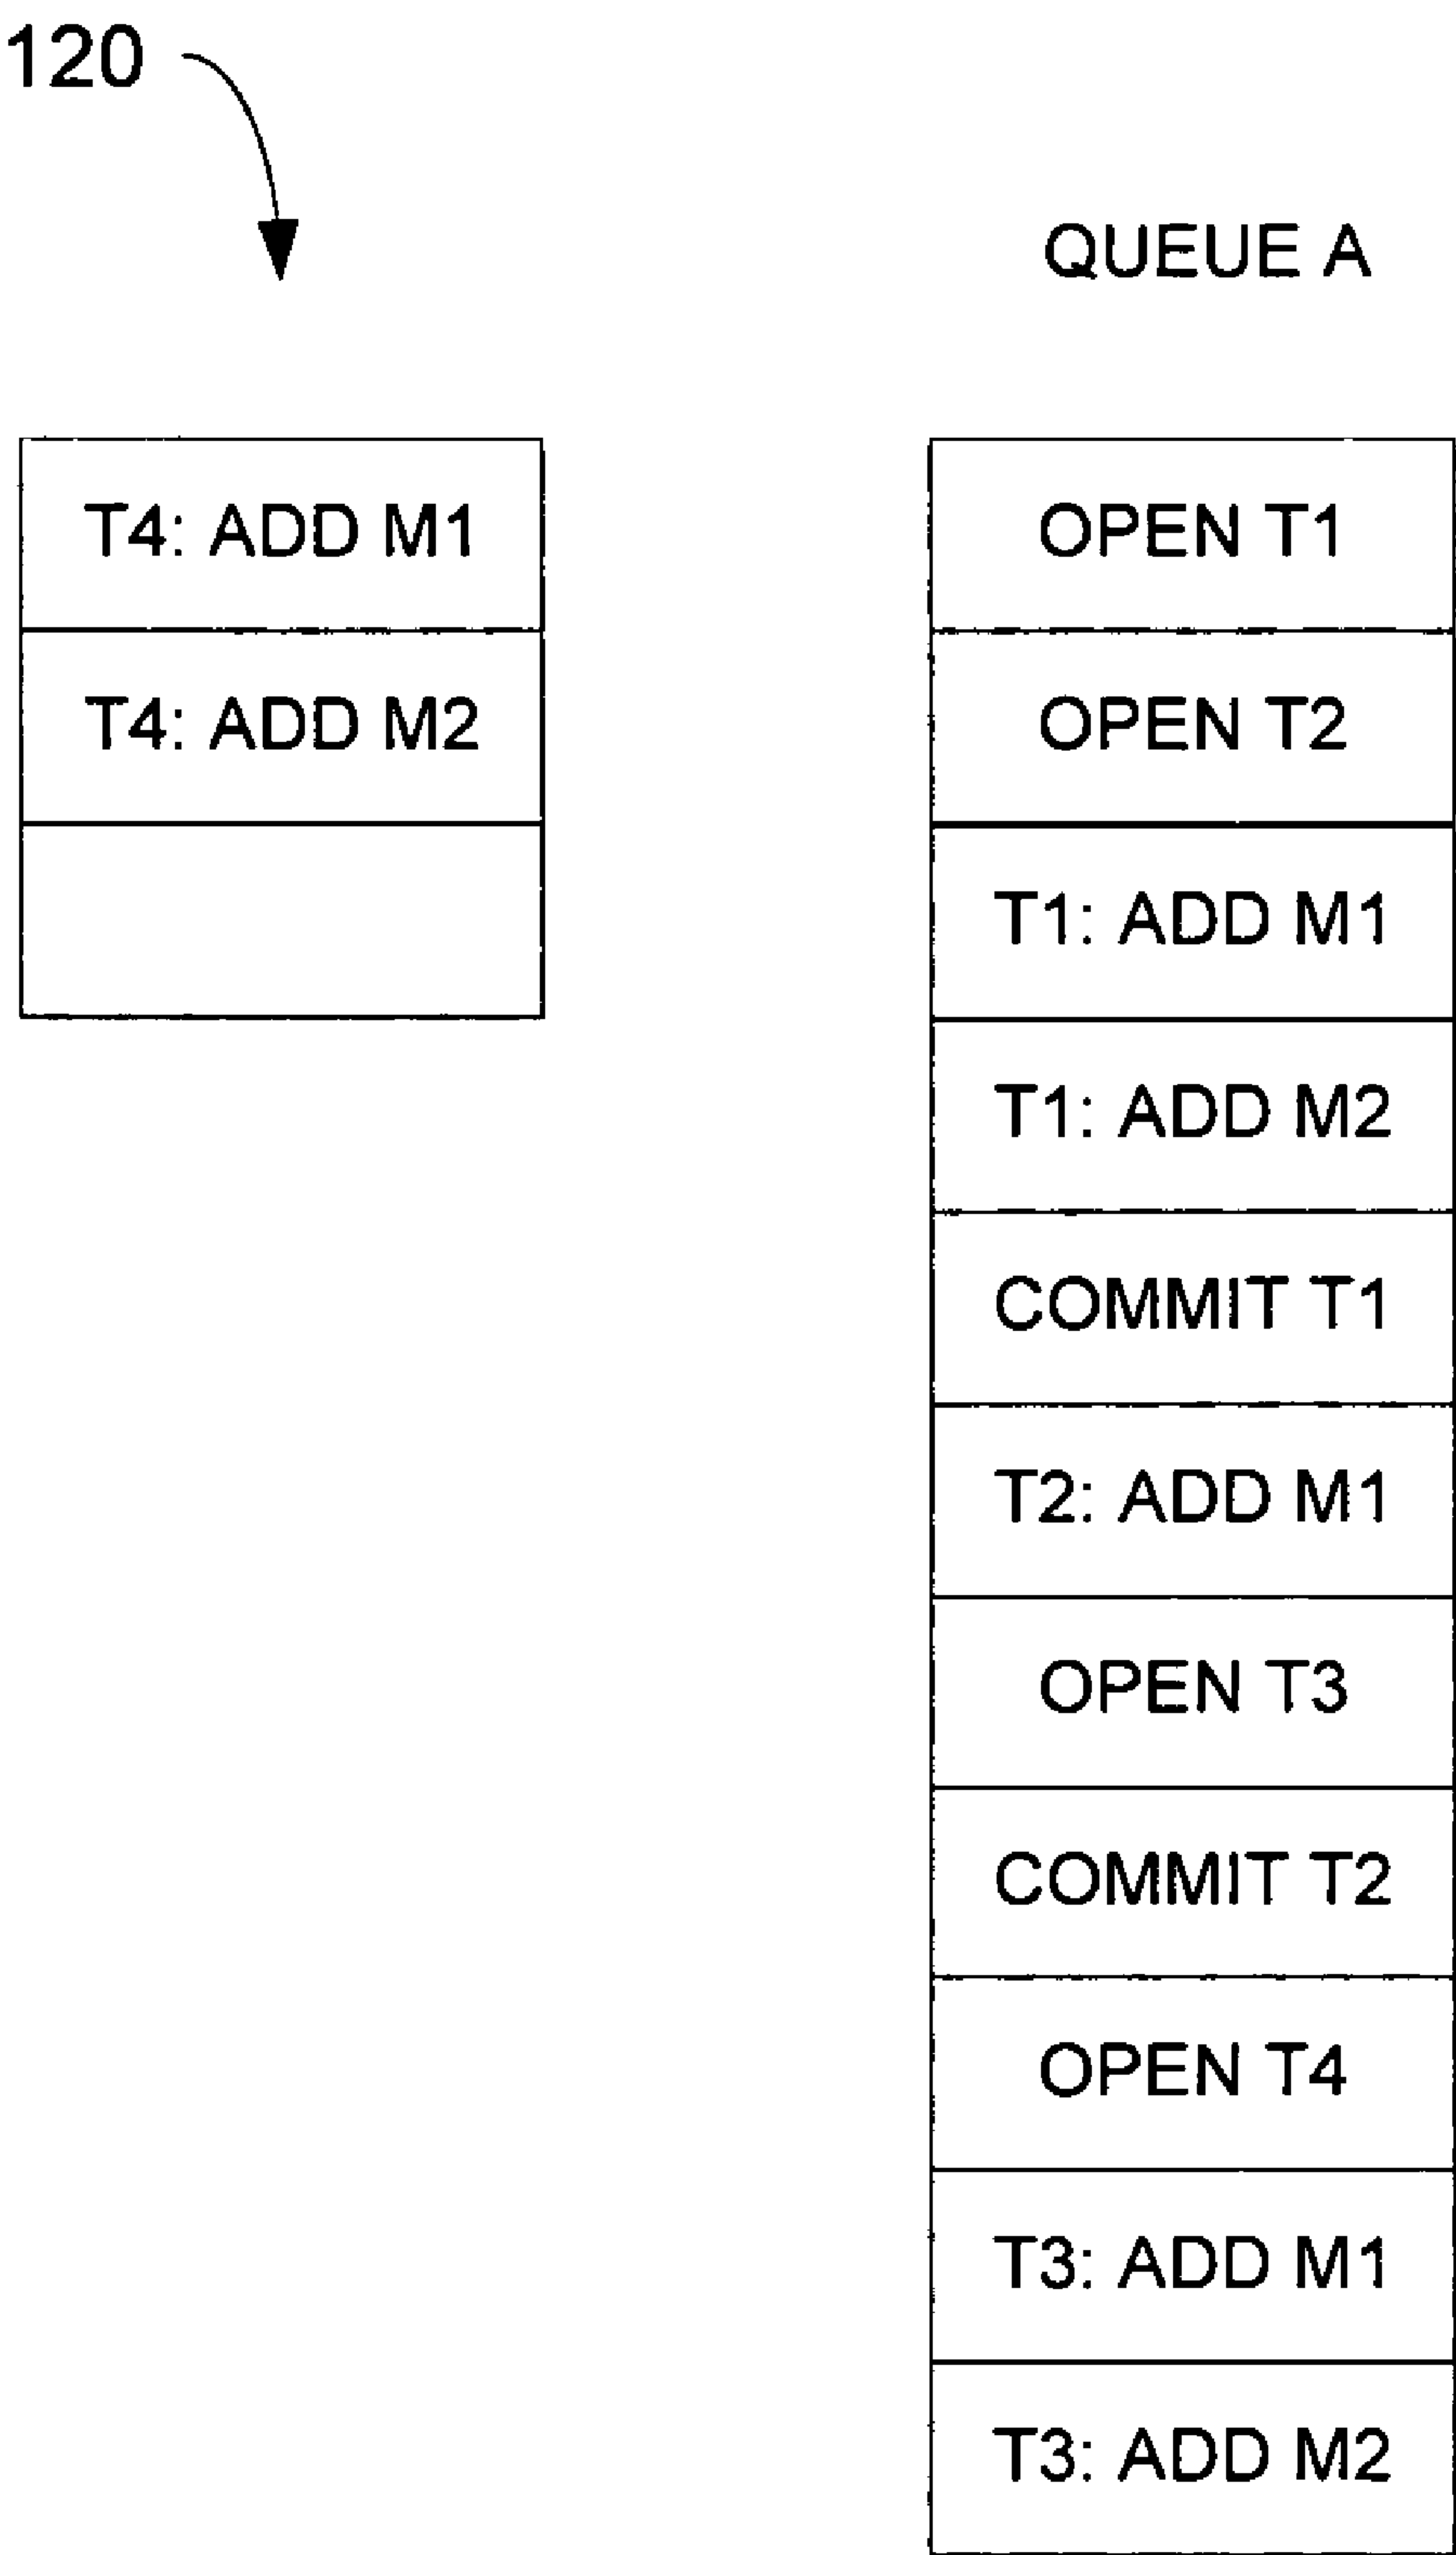 120
QUEUE A
T4: ADD M1
T4: ADD M2
OPEN T1
OPEN T2
T1: ADD M1
T1: ADD M2
COMMIT T1
T2: ADD M1
OPEN T3
COMMIT T2
OPEN T4
T3: ADD M1
T3: ADD M2